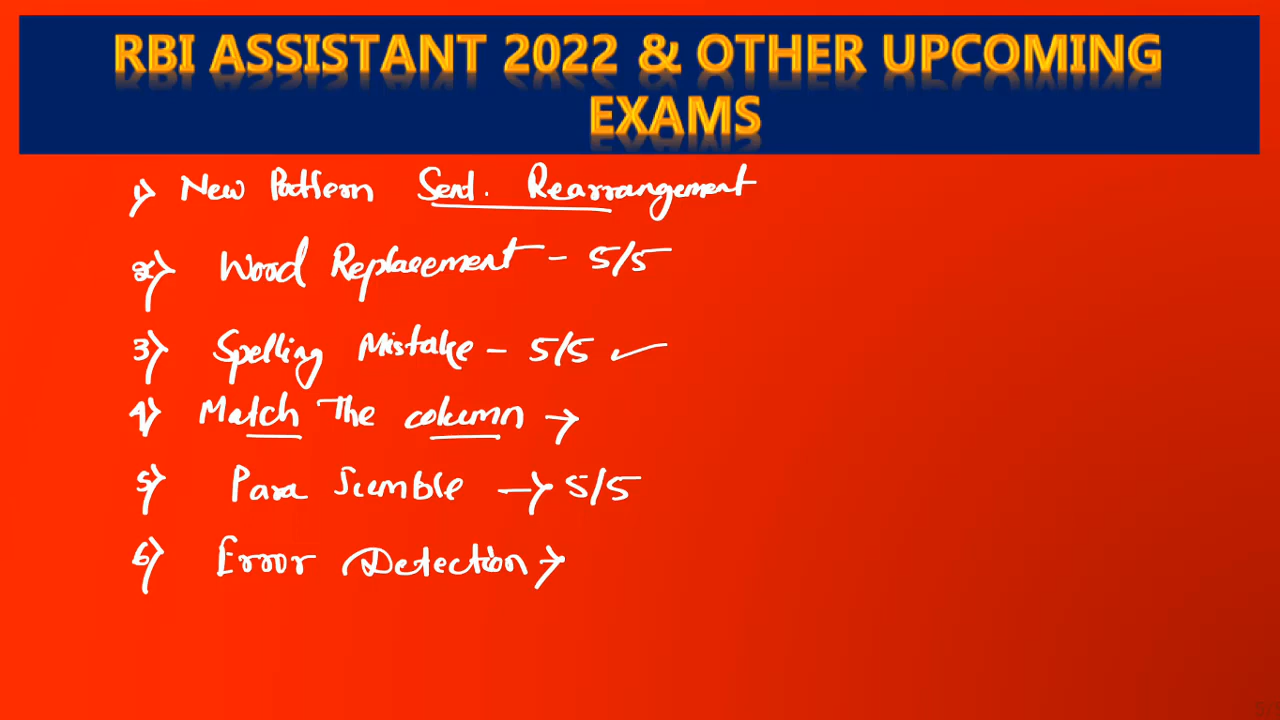 RBI ASSISTANT 2022 & OTHER UPCOMING
EXAMS
1) New Pattern Sent. Rearrangement
2) Word Replacement - 5/5
3) Spelling Mistake - 5/5 ✓
4) Match The column →
5) Para Jumble → 5/5
6) Error Detection →